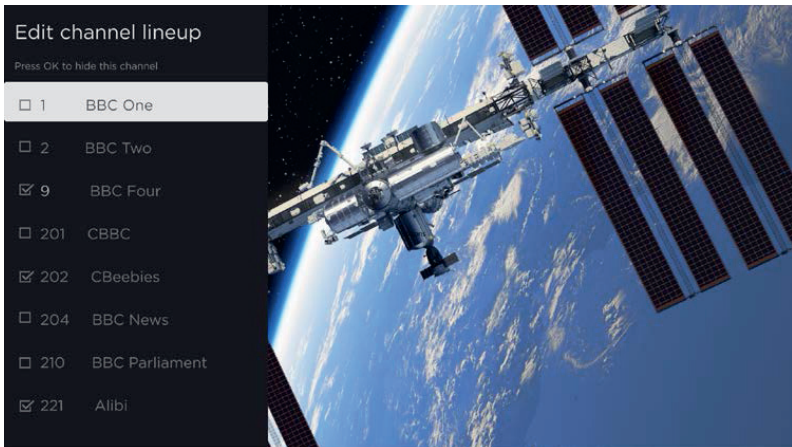 Edit channel lineup
Press OK to hide this channel
1 BBC One
2 BBC Two
9 BBC Four
201 CBBC
202 CBeebies
204 BBC News
210 BBC Parliament
221 Alibi